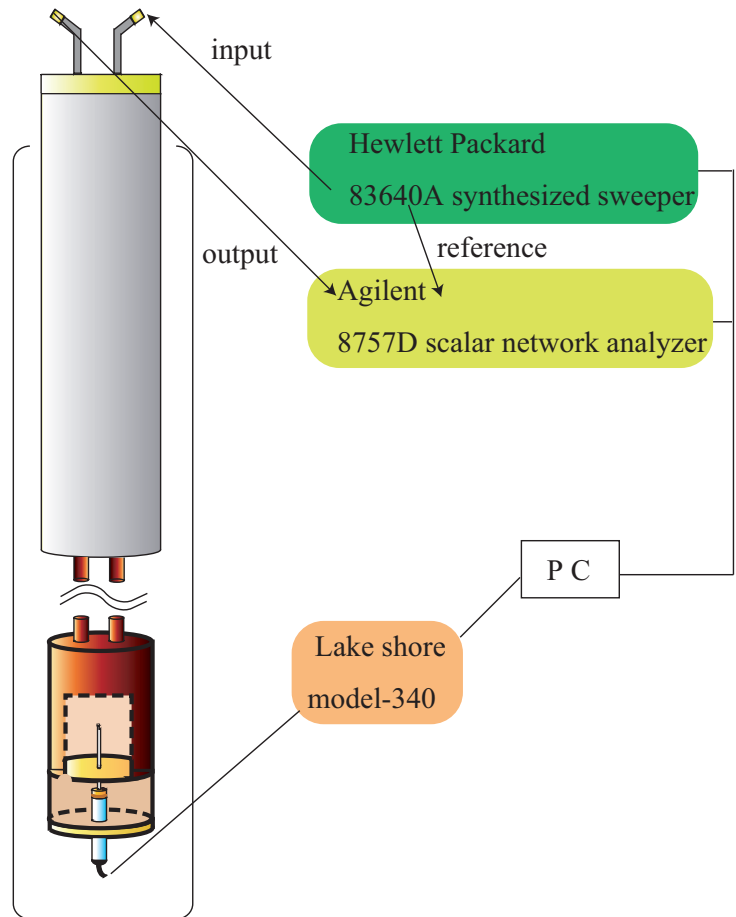 input
Hewlett Packard
83640A synthesized sweeper
output
reference
Agilent
8757D scalar network analyzer
P C
Lake shore
model-340